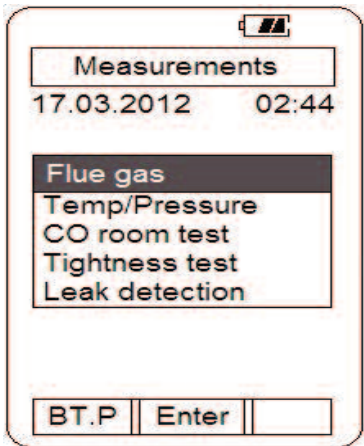 Measurements
17.03.2012 02:44
Flue gas
Temp/Pressure
CO room test
Tightness test
Leak detection
BT.P Enter